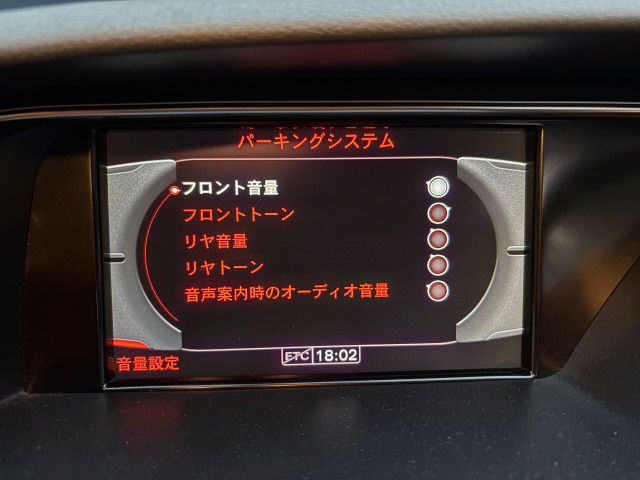 パーキングシステム
フロント音量
フロントトーン
リヤ音量
リヤトーン
音声案内時のオーディオ音量
ETC 18:02
音量設定